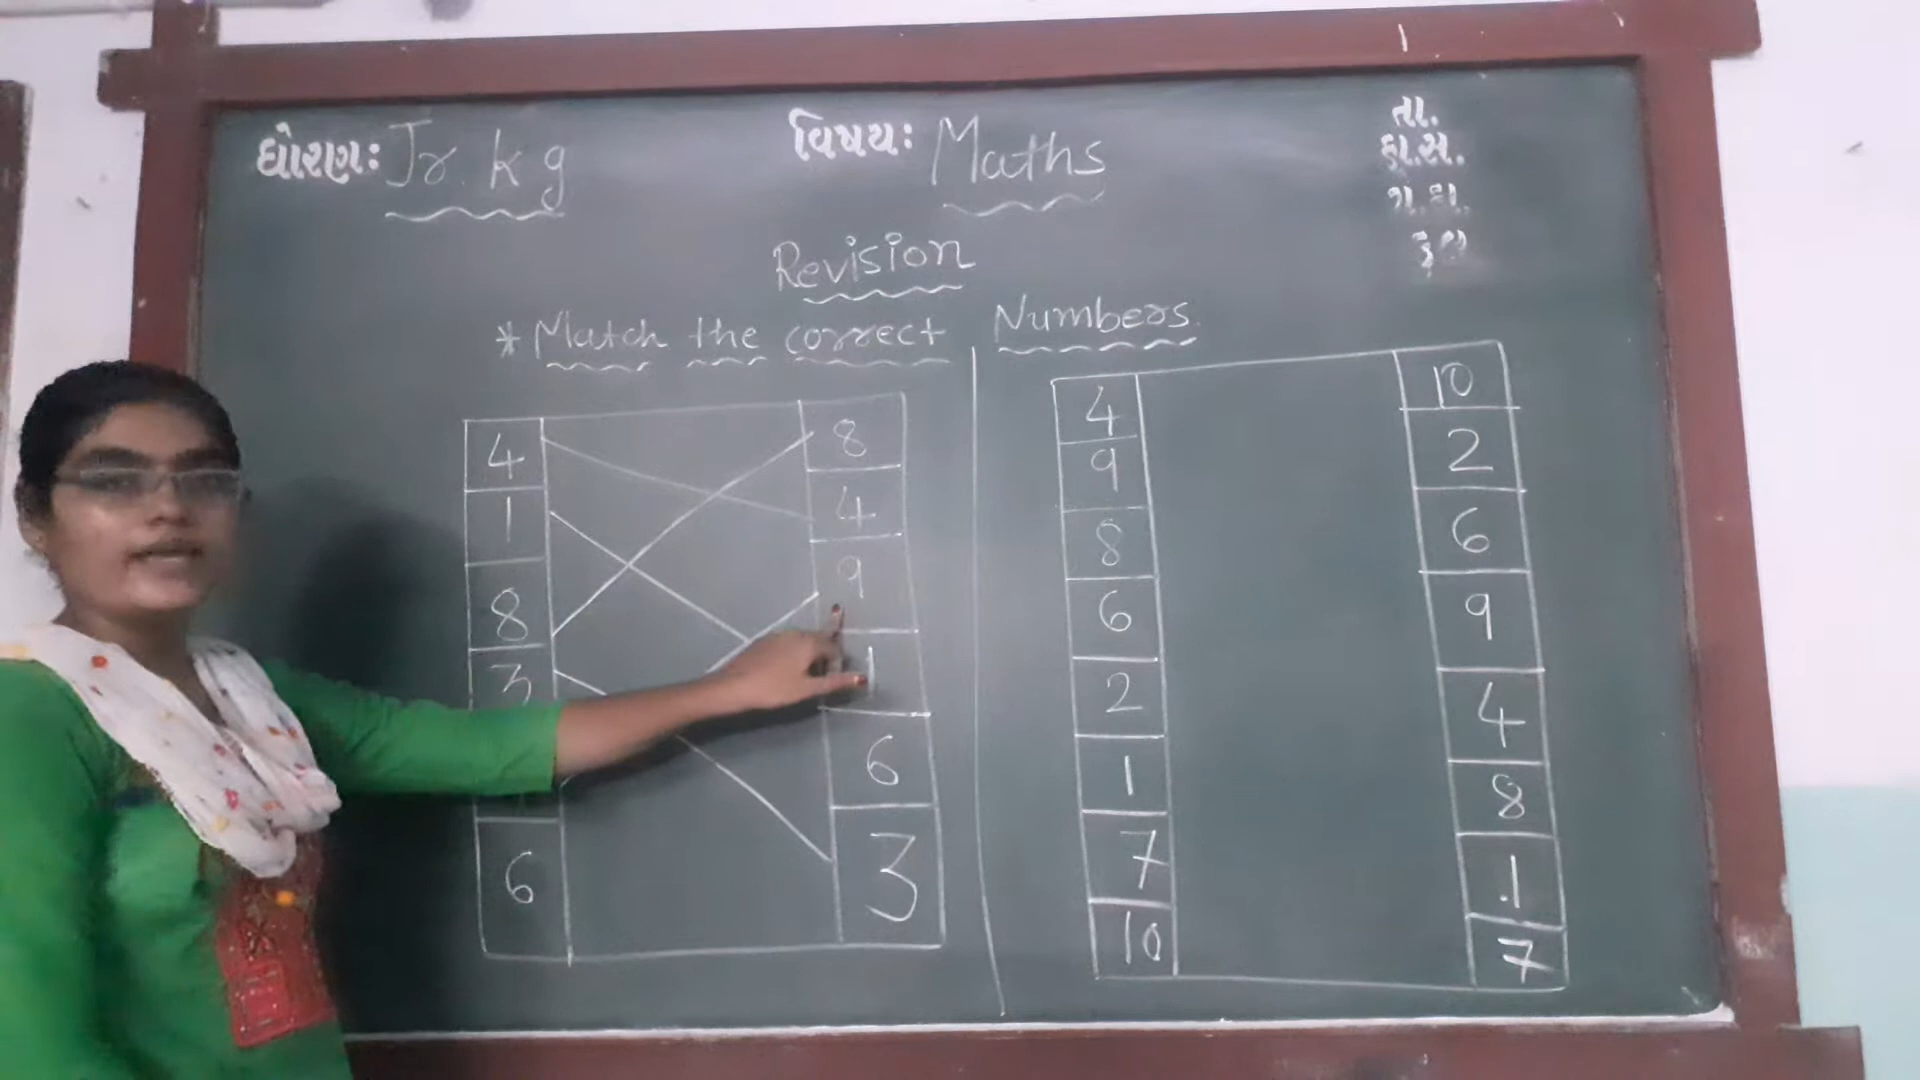 ધોરણ: Jr. kg
વિષય: Maths
તા.
હા.સ.
ગે.હા.
કુલ
Revision
* Match the correct Numbers
4 8
1 4
8 9
3 1
6
6 3
4 10
9 2
8 6
6 9
2 4
1 8
7 1
10 7